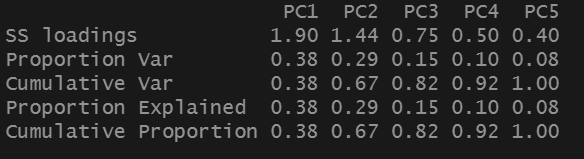 PC1 PC2 PC3 PC4 PC5
SS loadings 1.90 1.44 0.75 0.50 0.40
Proportion Var 0.38 0.29 0.15 0.10 0.08
Cumulative Var 0.38 0.67 0.82 0.92 1.00
Proportion Explained 0.38 0.29 0.15 0.10 0.08
Cumulative Proportion 0.38 0.67 0.82 0.92 1.00